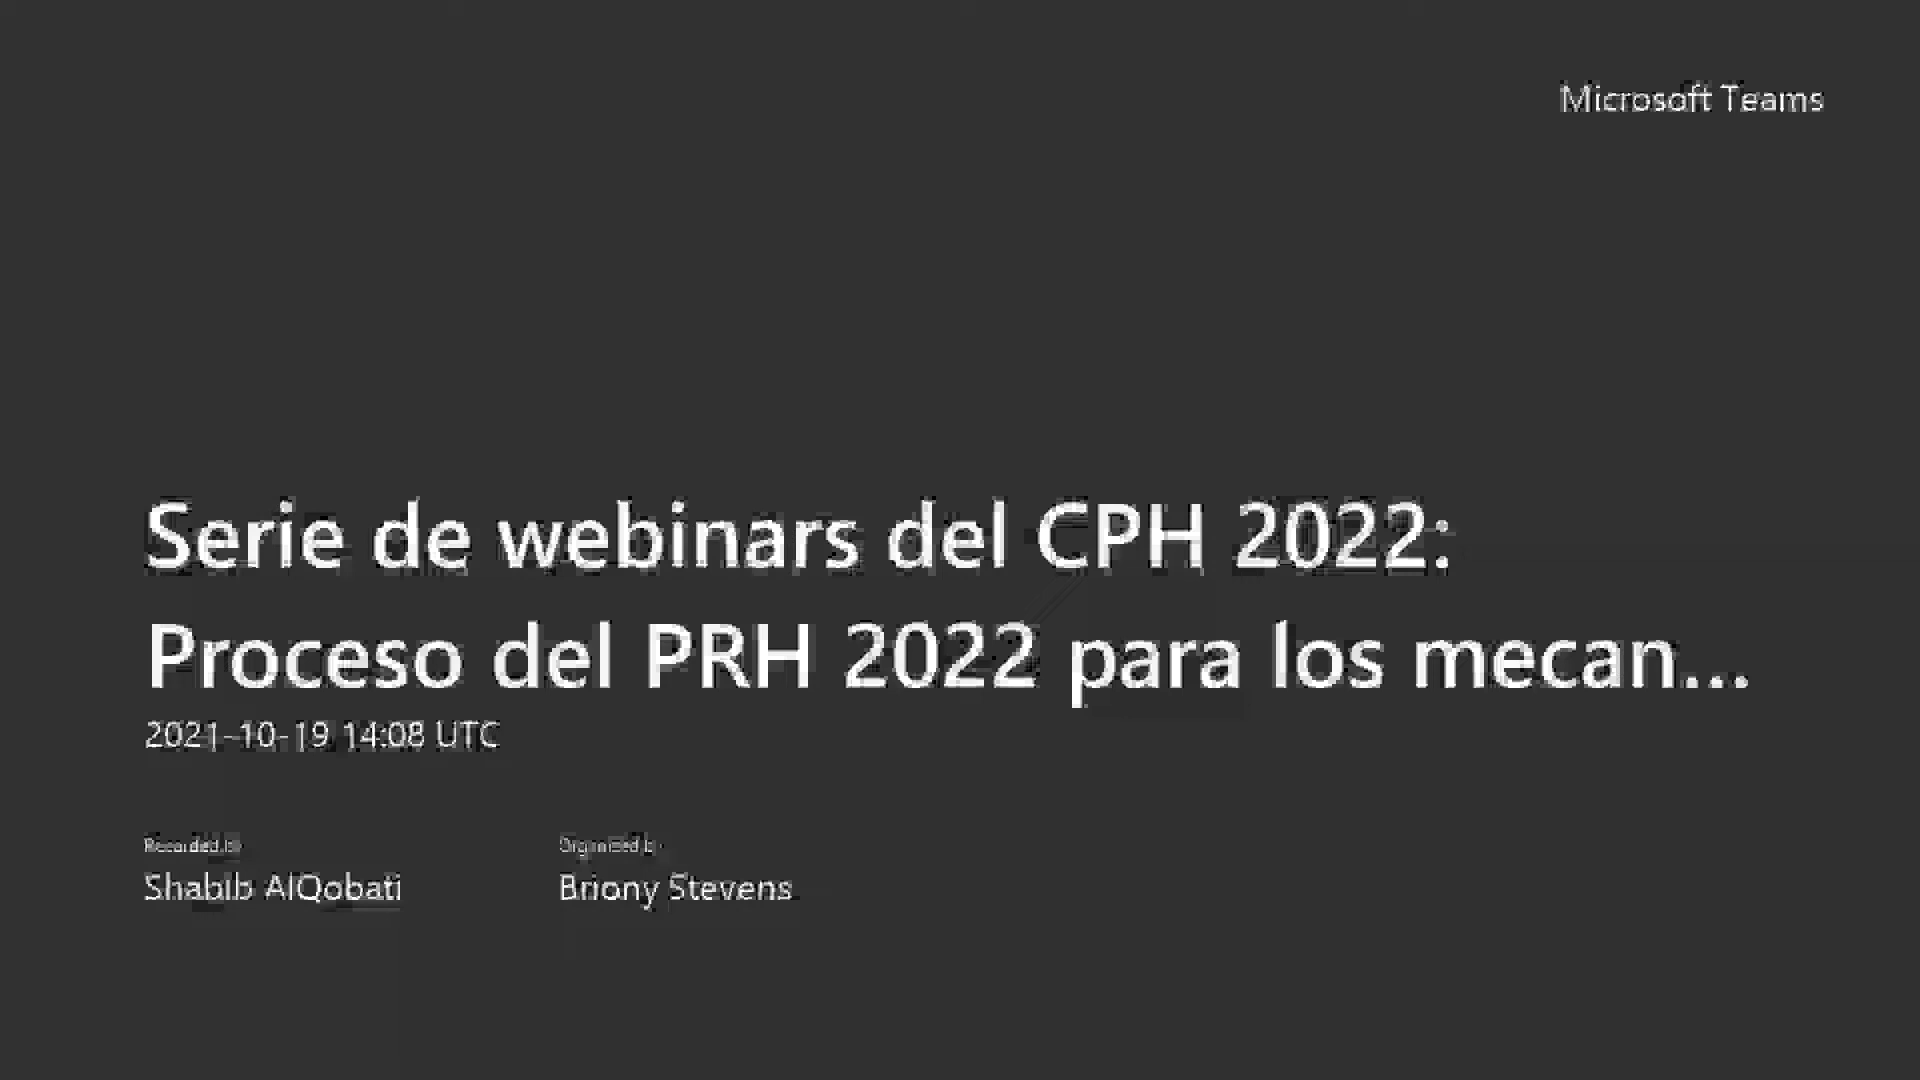 Microsoft Teams
Serie de webinars del CPH 2022:
Proceso del PRH 2022 para los mecan...
2021-10-19 14:08 UTC
Recorded by
Organized by
Shabib AlQobati
Briony Stevens